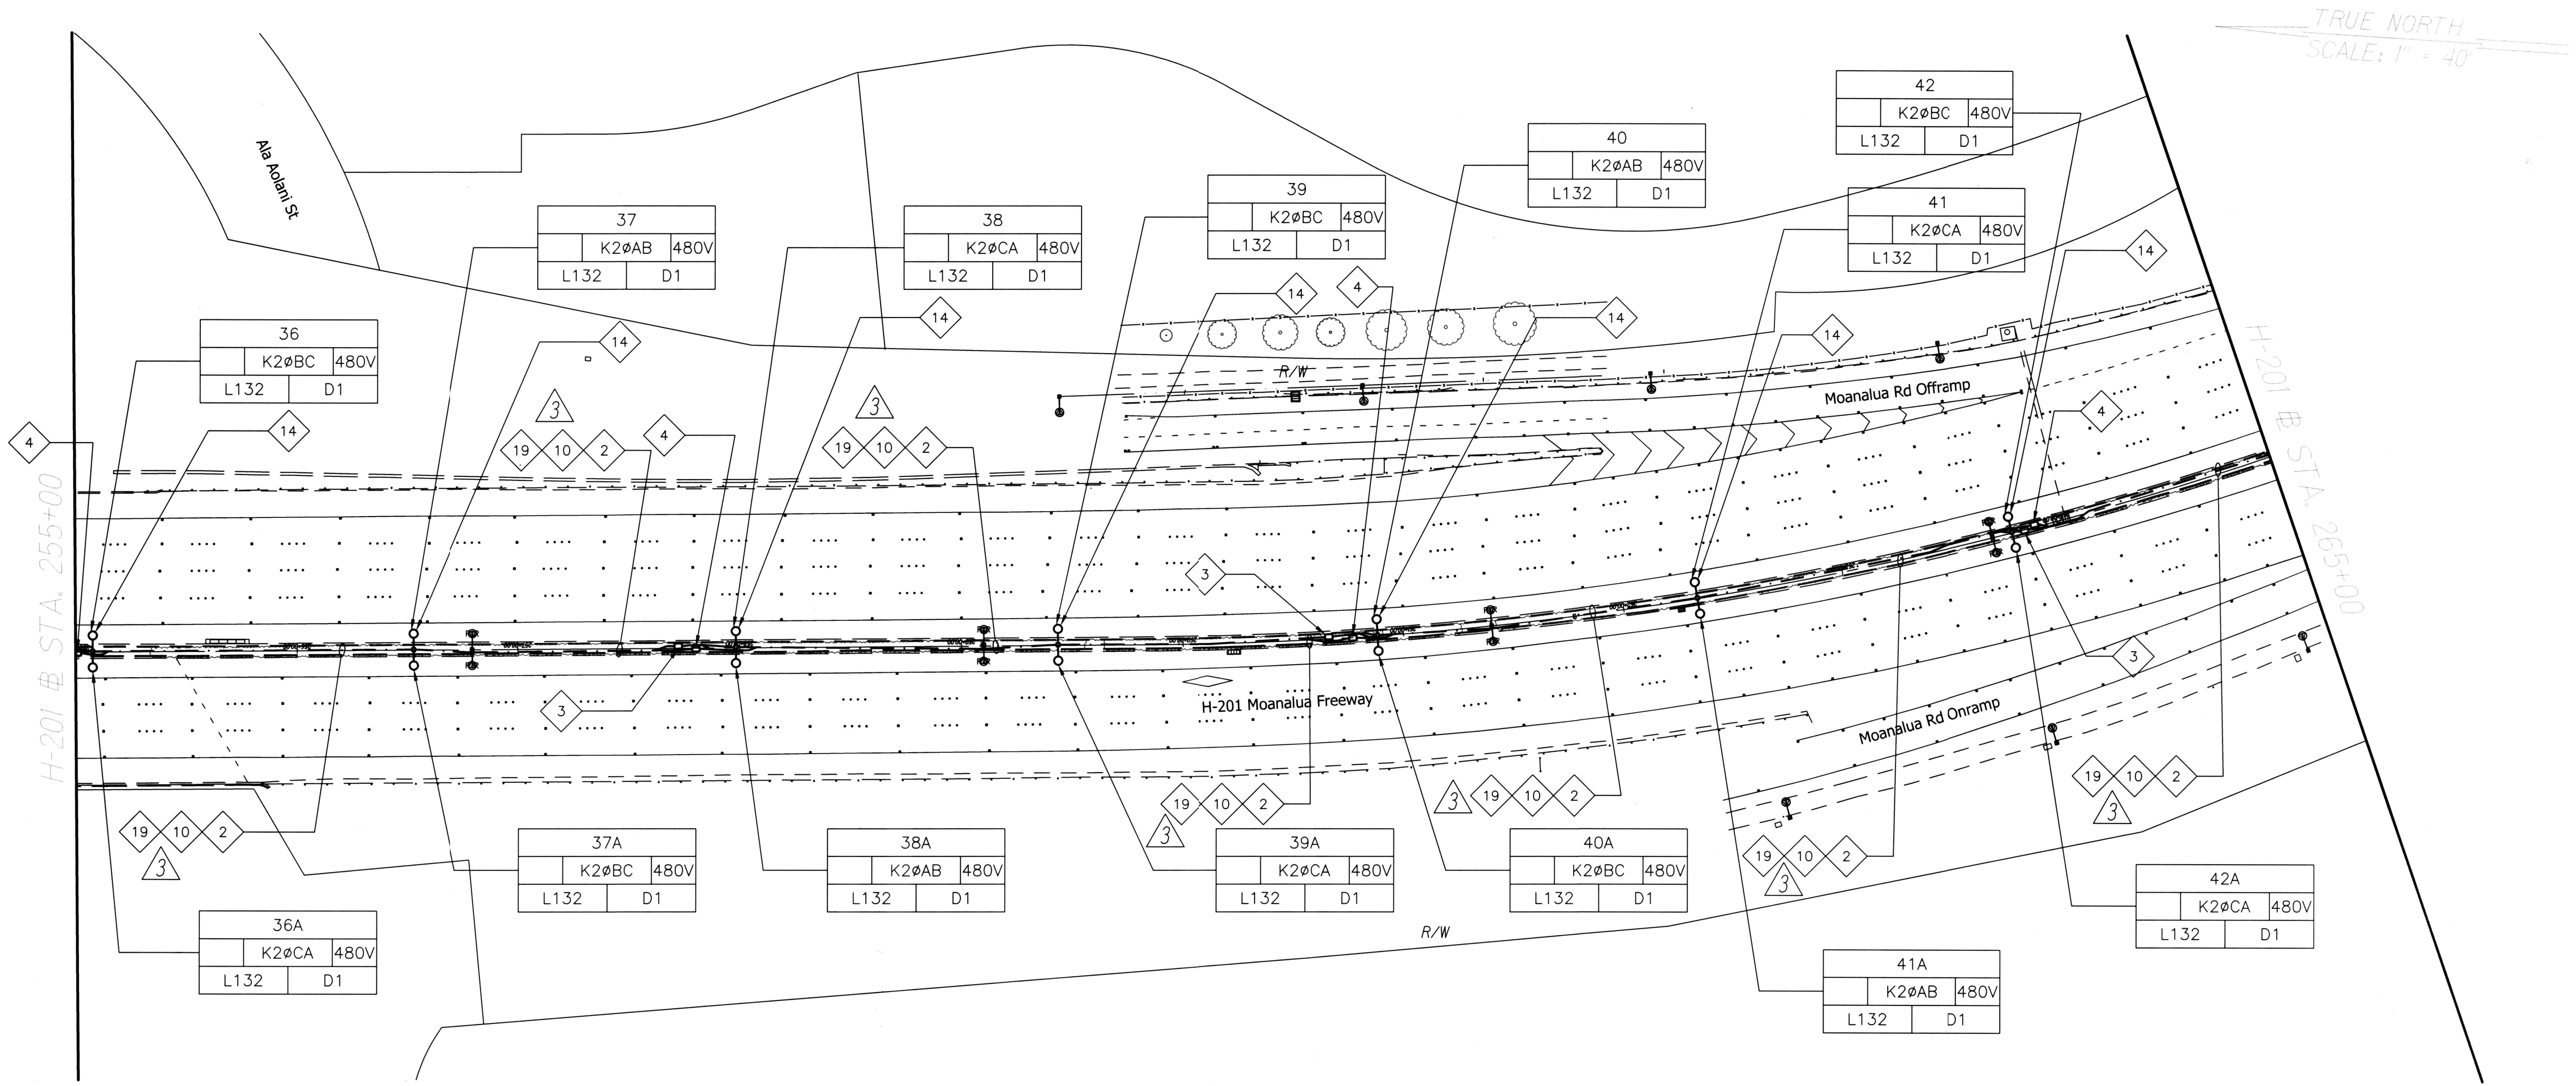 TRUE NORTH
SCALE: 1" = 40'
42
K2øBC 480V
L132 D1
40
K2øAB 480V
L132 D1
Ala Aolani St
39
K2øBC 480V
L132 D1
41
K2øCA 480V
L132 D1
37
K2øAB 480V
L132 D1
38
K2øCA 480V
L132 D1
14
14
4
36
K2øBC 480V
L132 D1
14
14
14
14
R/W
Moanalua Rd Offramp
3
3
4
14
4
4
19 10 2
19 10 2
H-201 ⅊ STA. 255+00
H-201 ⅊ STA. 265+00
3
3
3
H-201 Moanalua Freeway
Moanalua Rd Onramp
19 10 2
3
19 10 2
3
3 19 10 2
19 10 2
3
19 10 2
3
37A
K2øBC 480V
L132 D1
38A
K2øAB 480V
L132 D1
39A
K2øCA 480V
L132 D1
40A
K2øBC 480V
L132 D1
42A
K2øCA 480V
L132 D1
36A
K2øCA 480V
L132 D1
R/W
41A
K2øAB 480V
L132 D1